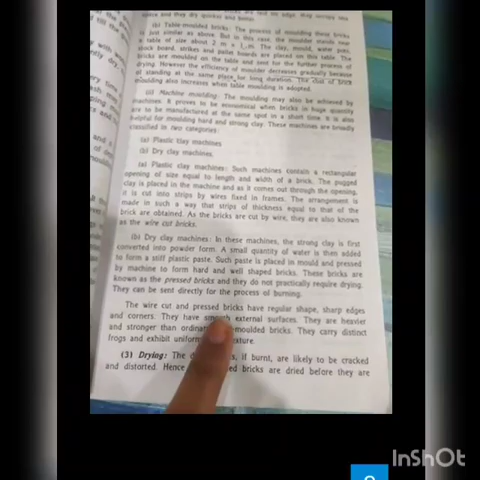 space and they dry quicker and better.
(b) Table-moulded bricks: The process of moulding these bricks
is just similar as above. But in this case, the moulder stands near
a table of size about 2 m × 1 m. The clay, mould, water pots,
stock board, strikes and pallet boards are placed on this table. The
bricks are moulded on the table and sent for the further process of
drying. However the efficiency of moulder decreases gradually because
of standing at the same place for long duration. The cost of brick
moulding also increases when table moulding is adopted.
(ii) Machine moulding: The moulding may also be achieved by
machines. It proves to be economical when bricks in huge quantity
are to be manufactured at the same spot in a short time. It is also
helpful for moulding hard and strong clay. These machines are broadly
classified in two categories:
(a) Plastic clay machines
(b) Dry clay machines.
(a) Plastic clay machines: Such machines contain a rectangular
opening of size equal to length and width of a brick. The pugged
clay is placed in the machine and as it comes out through the opening,
it is cut into strips by wires fixed in frames. The arrangement is
made in such a way that strips of thickness equal to that of the
brick are obtained. As the bricks are cut by wire, they are also known
as the wire cut bricks.
(b) Dry clay machines: In these machines, the strong clay is first
converted into powder form. A small quantity of water is then added
to form a stiff plastic paste. Such paste is placed in mould and pressed
by machine to form hard and well shaped bricks. These bricks are
known as the pressed bricks and they do not practically require drying.
They can be sent directly for the process of burning.
The wire cut and pressed bricks have regular shape, sharp edges
and corners. They have smooth external surfaces. They are heavier
and stronger than moulded bricks. They carry distinct
frogs and exhibit uniform
(3) Drying: The if burnt, are likely to be cracked
and distorted. Hence bricks are dried before they are
InShOt